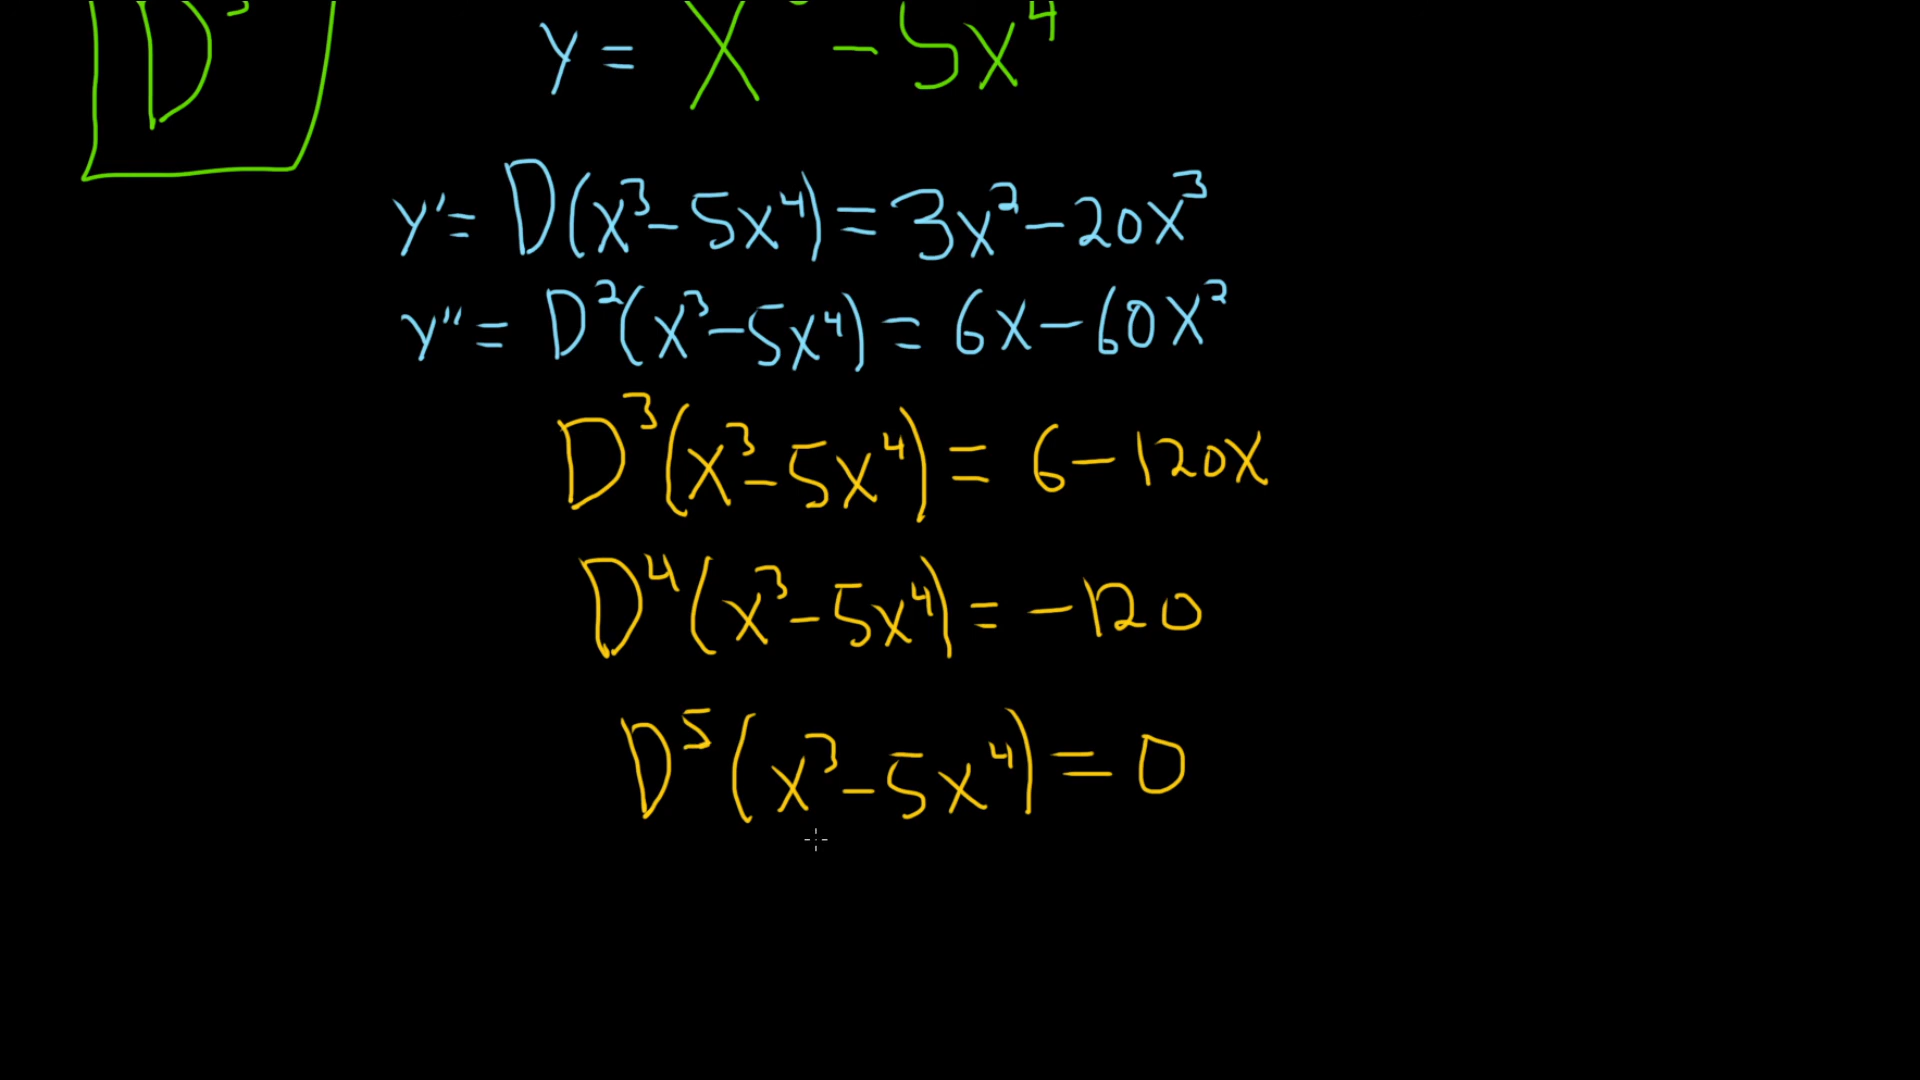 D³ y = x - 5x⁴
y' = D(x³ - 5x⁴) = 3x² - 20x³
y'' = D²(x³ - 5x⁴) = 6x - 60x²
D³(x³ - 5x⁴) = 6 - 120x
D⁴(x³ - 5x⁴) = -120
D⁵(x³ - 5x⁴) = 0